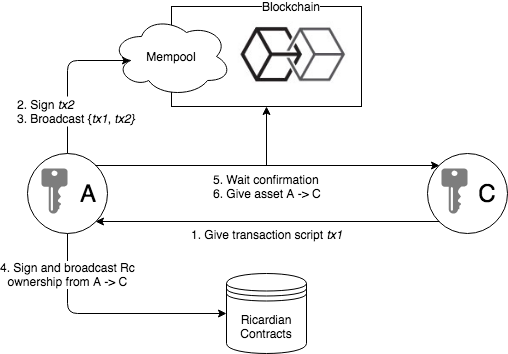 Blockchain
Mempool
2. Sign tx2
3. Broadcast {tx1, tx2}
A
5. Wait confirmation
6. Give asset A -> C
C
1. Give transaction script tx1
4. Sign and broadcast Rc
ownership from A -> C
Ricardian
Contracts